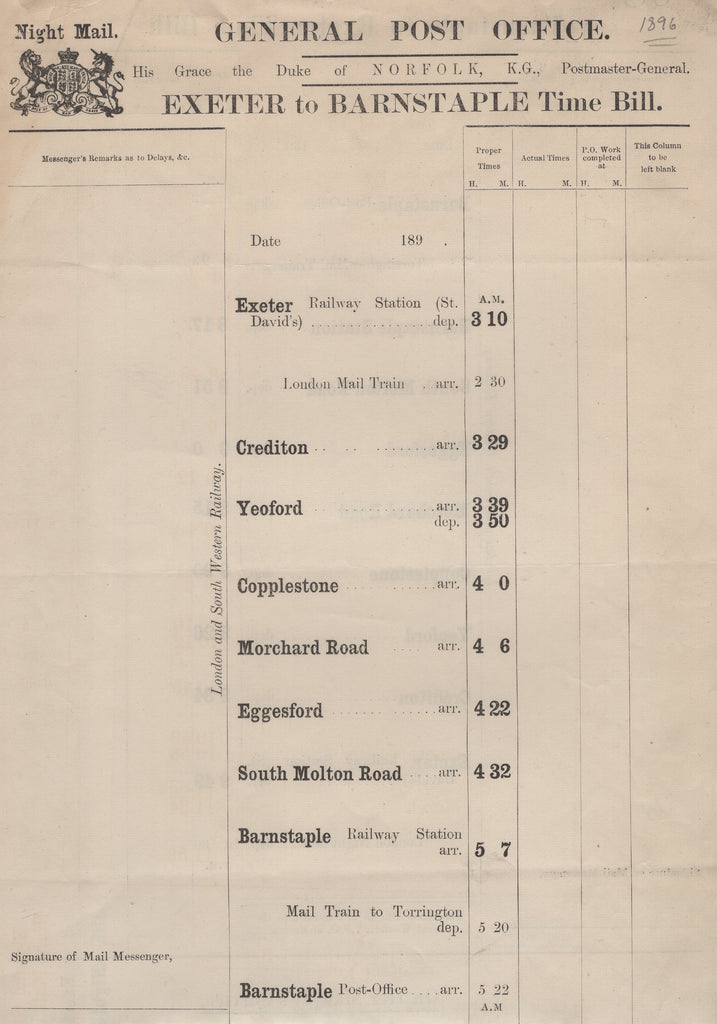 Night Mail.
GENERAL POST OFFICE.
1896
His Grace the Duke of NORFOLK, K.G., Postmaster-General.
EXETER to BARNSTAPLE Time Bill.
Messenger's Remarks as to Delays, &c.
Proper Times
H. M.
Actual Times
H. M.
P.O. Work completed at
H. M.
This Column to be left blank
Date 189 .
Exeter Railway Station (St.
A.M.
David's) ................ dep. 3 10
London Mail Train .. arr. 2 30
Crediton .. .. ........ arr. 3 29
Yeoford ............ arr. 3 39
dep. 3 50
Copplestone ......... arr. 4 0
Morchard Road .... arr. 4 6
Eggesford .......... arr. 4 22
South Molton Road ... arr. 4 32
Barnstaple Railway Station
arr. 5 7
Mail Train to Torrington
dep. 5 20
Barnstaple Post-Office .... arr. 5 22
A.M
London and South Western Railway.
Signature of Mail Messenger,